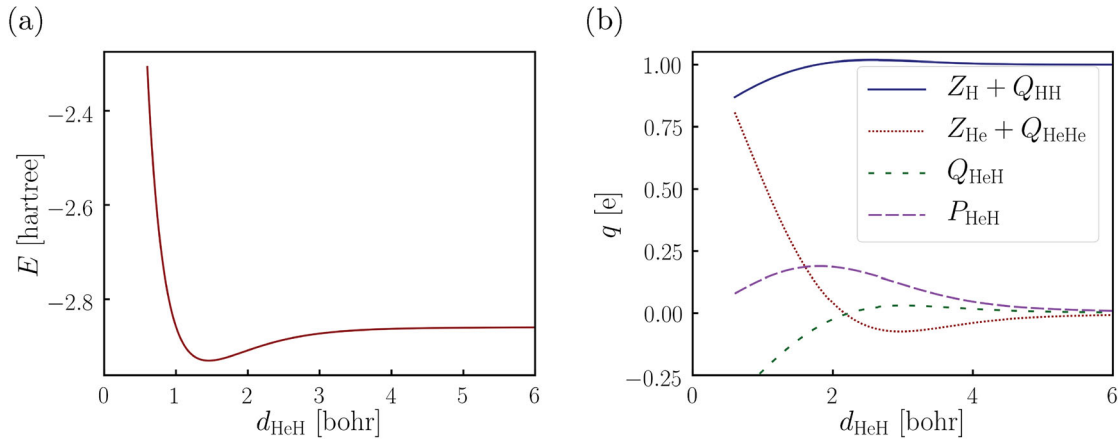 (a)
−2.4
−2.6
−2.8
E [hartree]
0 1 2 3 4 5 6
d_HeH [bohr]
(b)
1.00
0.75
0.50
0.25
0.00
−0.25
q [e]
Z_H + Q_HH
Z_He + Q_HeHe
Q_HeH
P_HeH
0 2 4 6
d_HeH [bohr]